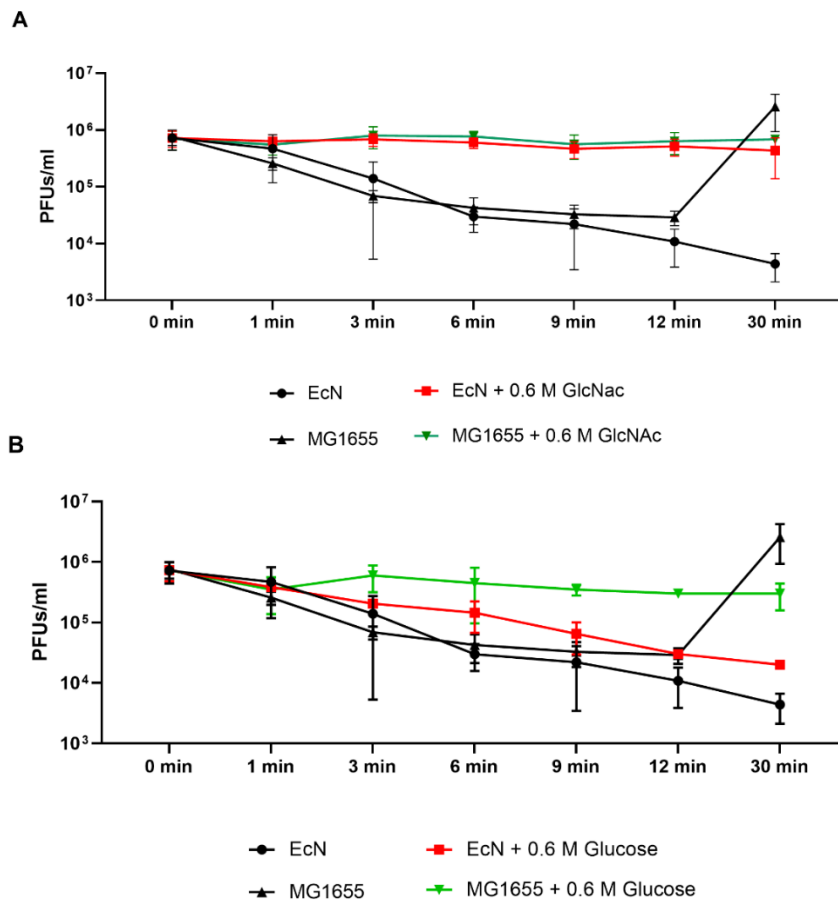 A
PFUs/ml
10⁷
10⁶
10⁵
10⁴
10³
0 min 1 min 3 min 6 min 9 min 12 min 30 min
EcN EcN + 0.6 M GlcNac
MG1655 MG1655 + 0.6 M GlcNAc
B
PFUs/ml
10⁷
10⁶
10⁵
10⁴
10³
0 min 1 min 3 min 6 min 9 min 12 min 30 min
EcN EcN + 0.6 M Glucose
MG1655 MG1655 + 0.6 M Glucose